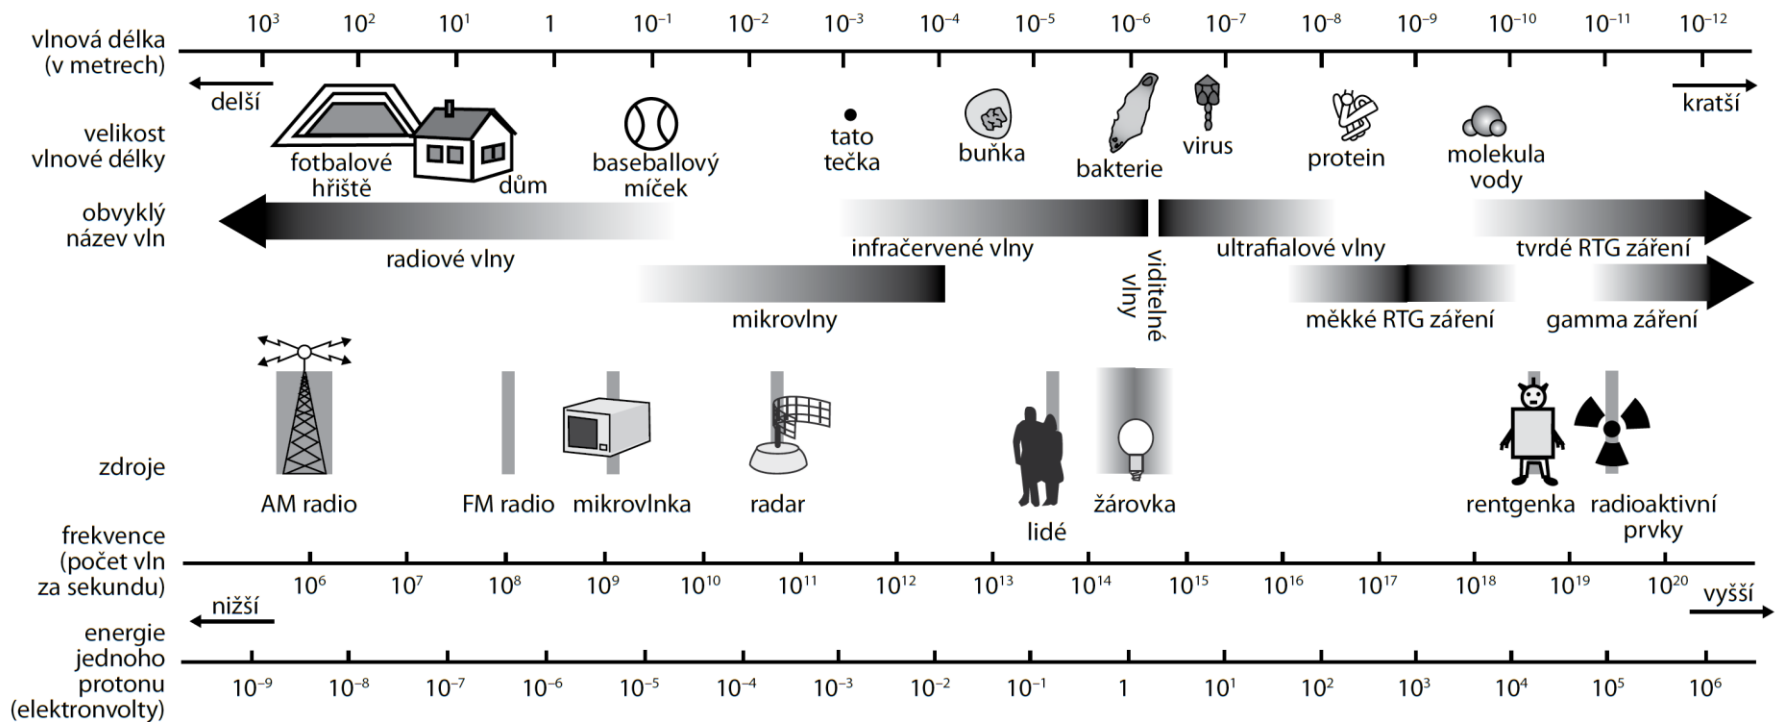 10³ 10² 10¹ 1 10⁻¹ 10⁻² 10⁻³ 10⁻⁴ 10⁻⁵ 10⁻⁶ 10⁻⁷ 10⁻⁸ 10⁻⁹ 10⁻¹⁰ 10⁻¹¹ 10⁻¹²
vlnová délka
(v metrech)
delší
kratší
velikost
vlnové délky
fotbalové
hřiště
dům
baseballový
míček
tato
tečka
buňka
bakterie
virus
protein
molekula
vody
obvyklý
název vln
radiové vlny
infračervené vlny
viditelné
vlny
ultrafialové vlny
tvrdé RTG záření
mikrovlny
měkké RTG záření
gamma záření
zdroje
AM radio
FM radio
mikrovlnka
radar
lidé
žárovka
rentgenka
radioaktivní
prvky
frekvence
(počet vln
za sekundu)
10⁶ 10⁷ 10⁸ 10⁹ 10¹⁰ 10¹¹ 10¹² 10¹³ 10¹⁴ 10¹⁵ 10¹⁶ 10¹⁷ 10¹⁸ 10¹⁹ 10²⁰
nižší
vyšší
energie
jednoho
protonu
(elektronvolty)
10⁻⁹ 10⁻⁸ 10⁻⁷ 10⁻⁶ 10⁻⁵ 10⁻⁴ 10⁻³ 10⁻² 10⁻¹ 1 10¹ 10² 10³ 10⁴ 10⁵ 10⁶